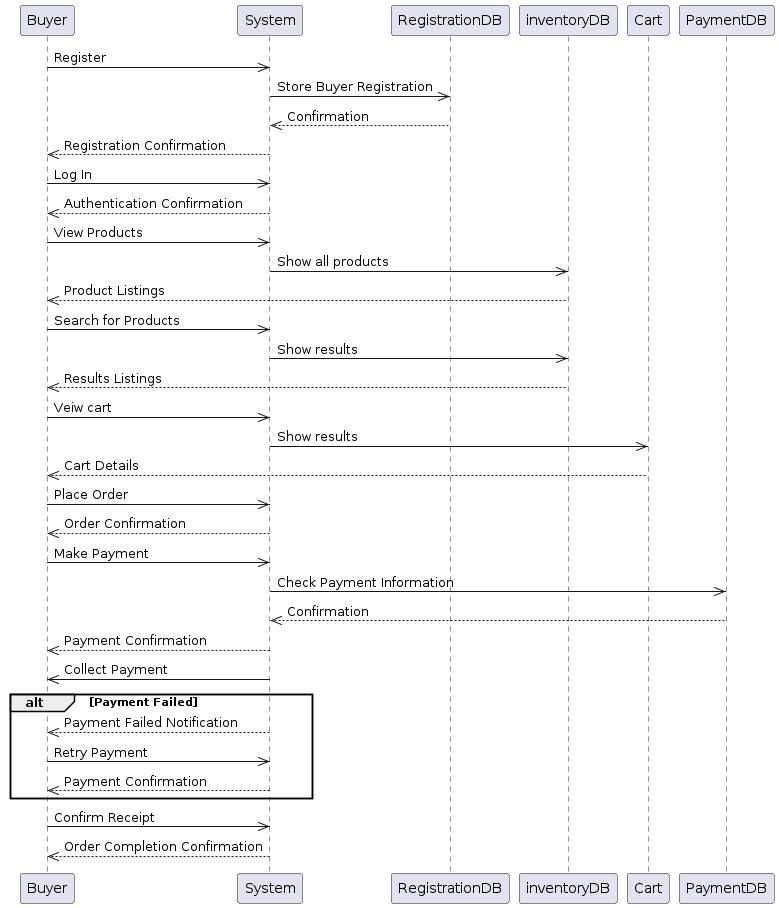 Buyer System RegistrationDB inventoryDB Cart PaymentDB
Register
Store Buyer Registration
Confirmation
Registration Confirmation
Log In
Authentication Confirmation
View Products
Show all products
Product Listings
Search for Products
Show results
Results Listings
Veiw cart
Show results
Cart Details
Place Order
Order Confirmation
Make Payment
Check Payment Information
Confirmation
Payment Confirmation
Collect Payment
alt [Payment Failed]
Payment Failed Notification
Retry Payment
Payment Confirmation
Confirm Receipt
Order Completion Confirmation
Buyer System RegistrationDB inventoryDB Cart PaymentDB